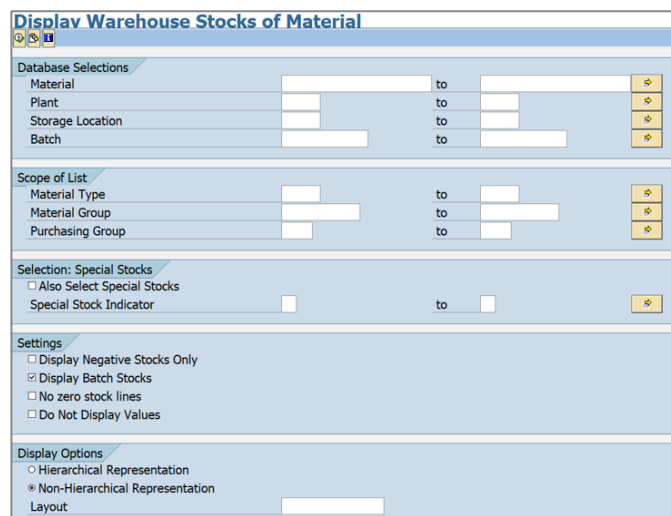 Display Warehouse Stocks of Material
Database Selections
Material to
Plant to
Storage Location to
Batch to
Scope of List
Material Type to
Material Group to
Purchasing Group to
Selection: Special Stocks
Also Select Special Stocks
Special Stock Indicator to
Settings
Display Negative Stocks Only
Display Batch Stocks
No zero stock lines
Do Not Display Values
Display Options
Hierarchical Representation
Non-Hierarchical Representation
Layout